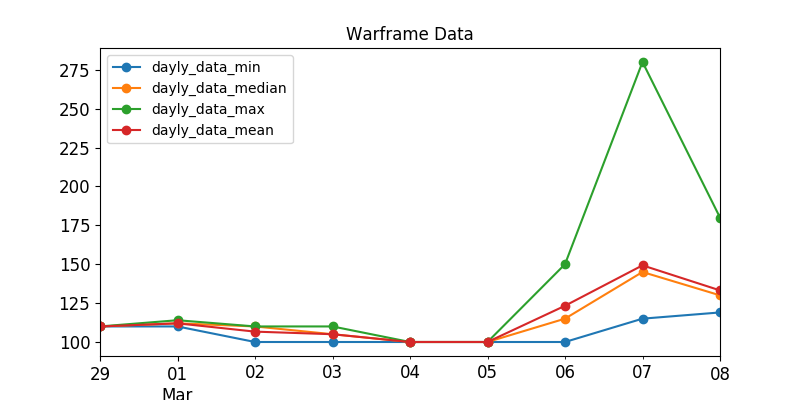 Warframe Data
dayly_data_min
dayly_data_median
dayly_data_max
dayly_data_mean
275
250
225
200
175
150
125
100
29 01 02 03 04 05 06 07 08
Mar